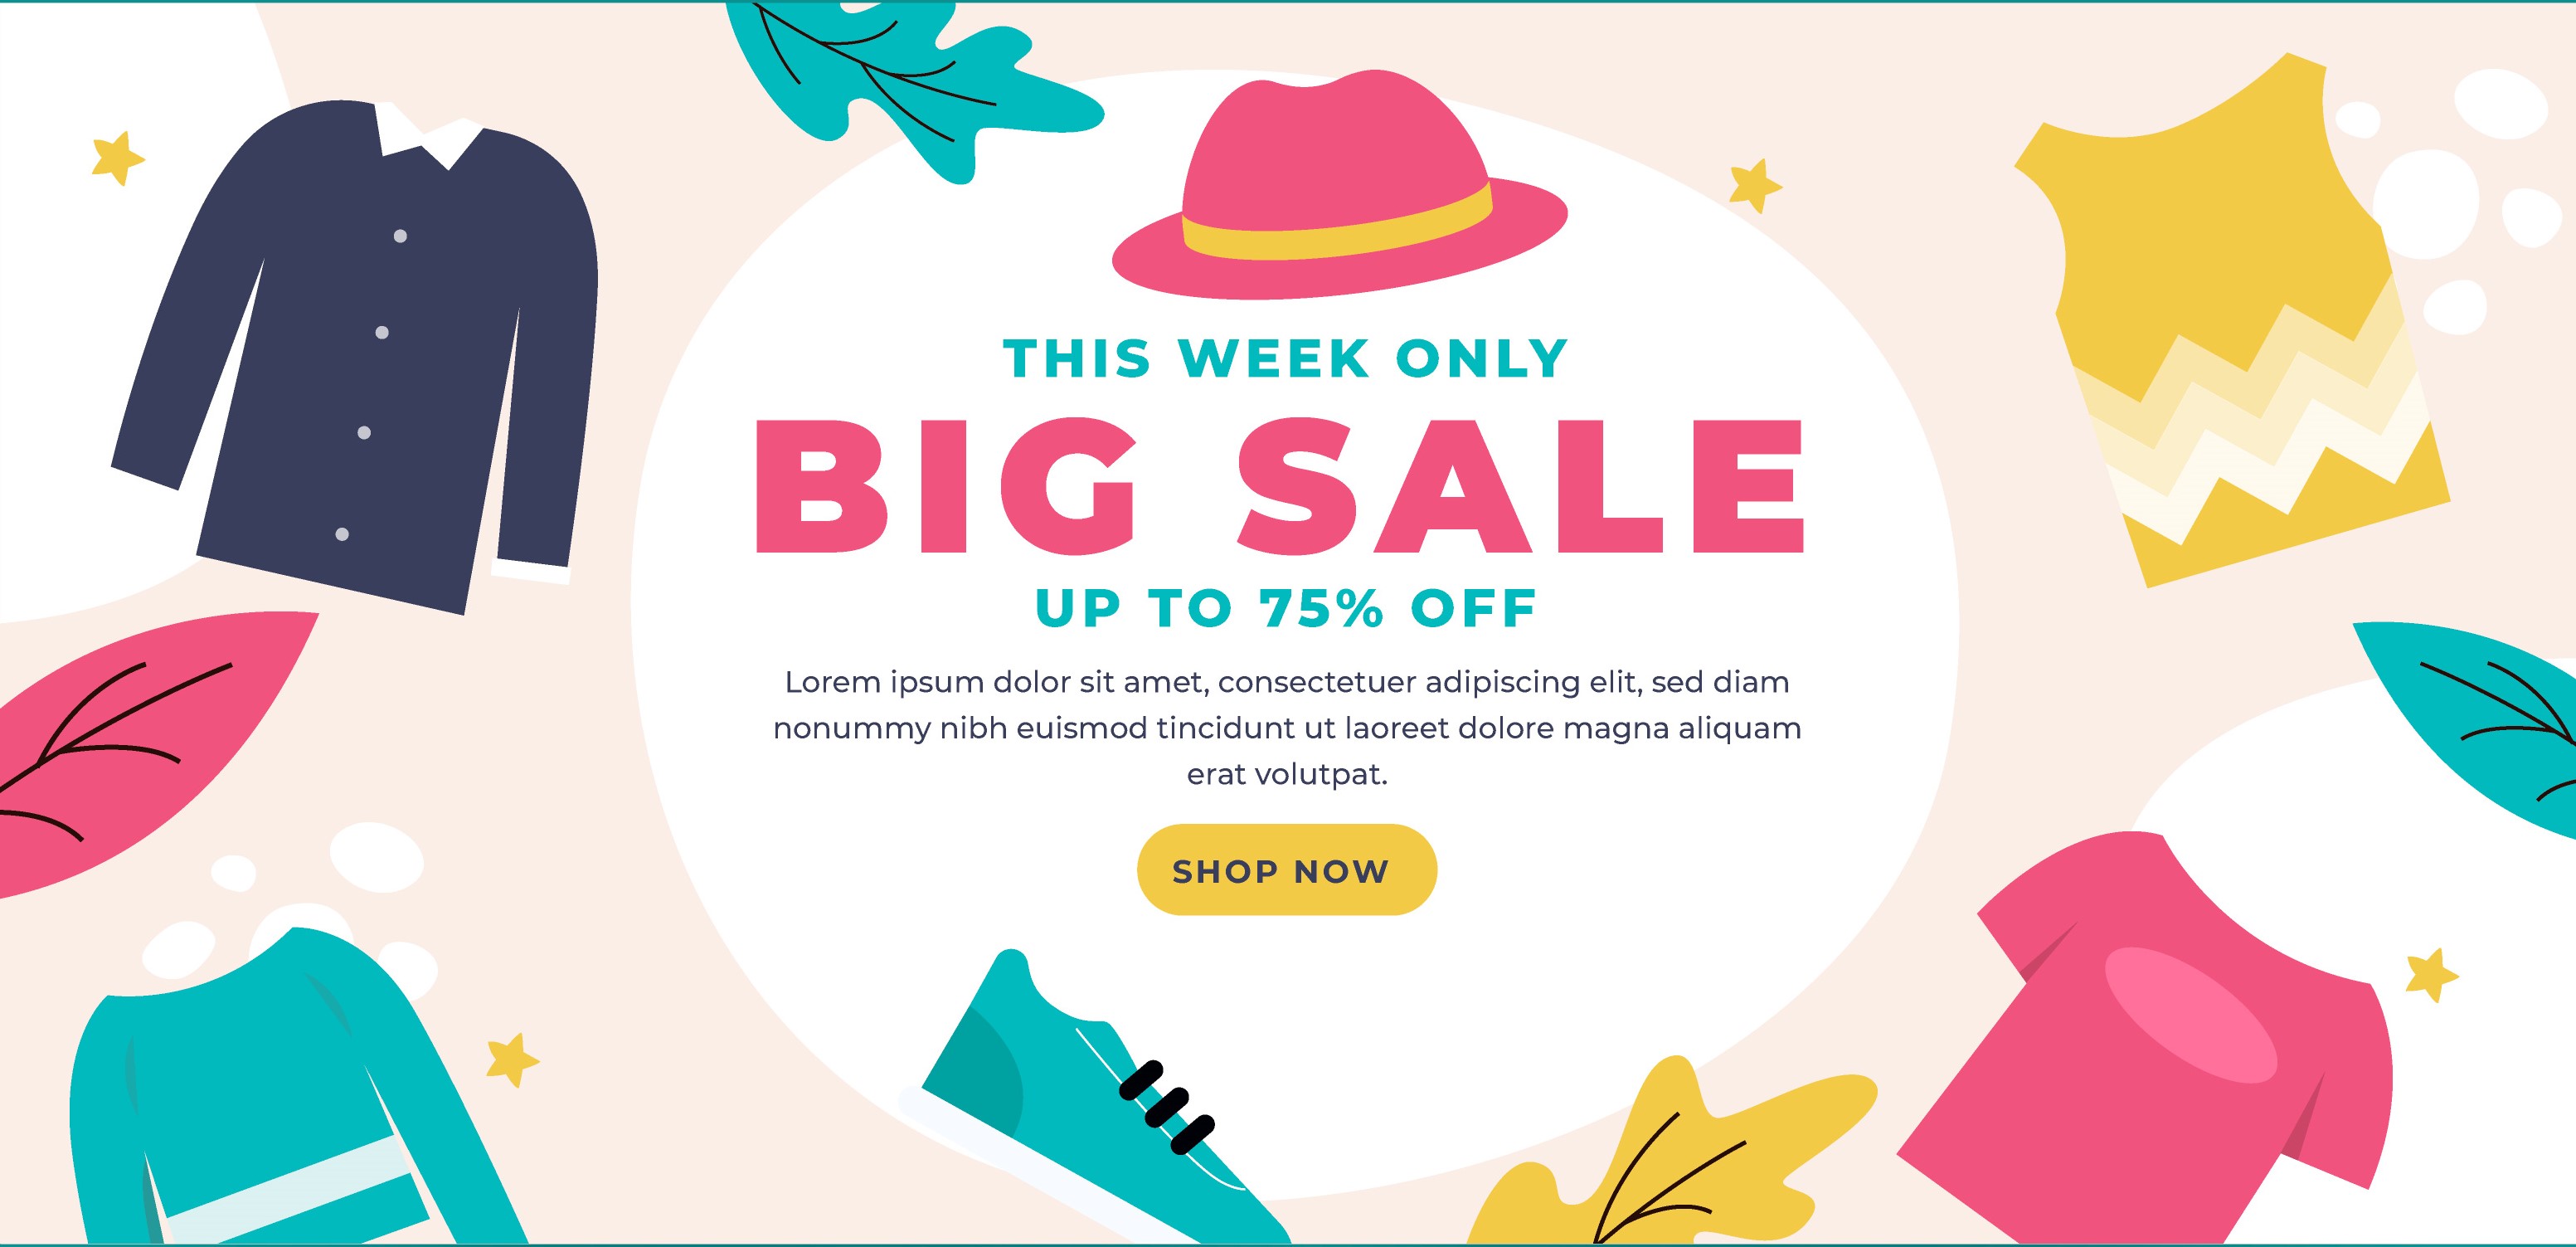 THIS WEEK ONLY
BIG SALE
UP TO 75% OFF
Lorem ipsum dolor sit amet, consectetuer adipiscing elit, sed diam
nonummy nibh euismod tincidunt ut laoreet dolore magna aliquam
erat volutpat.
SHOP NOW